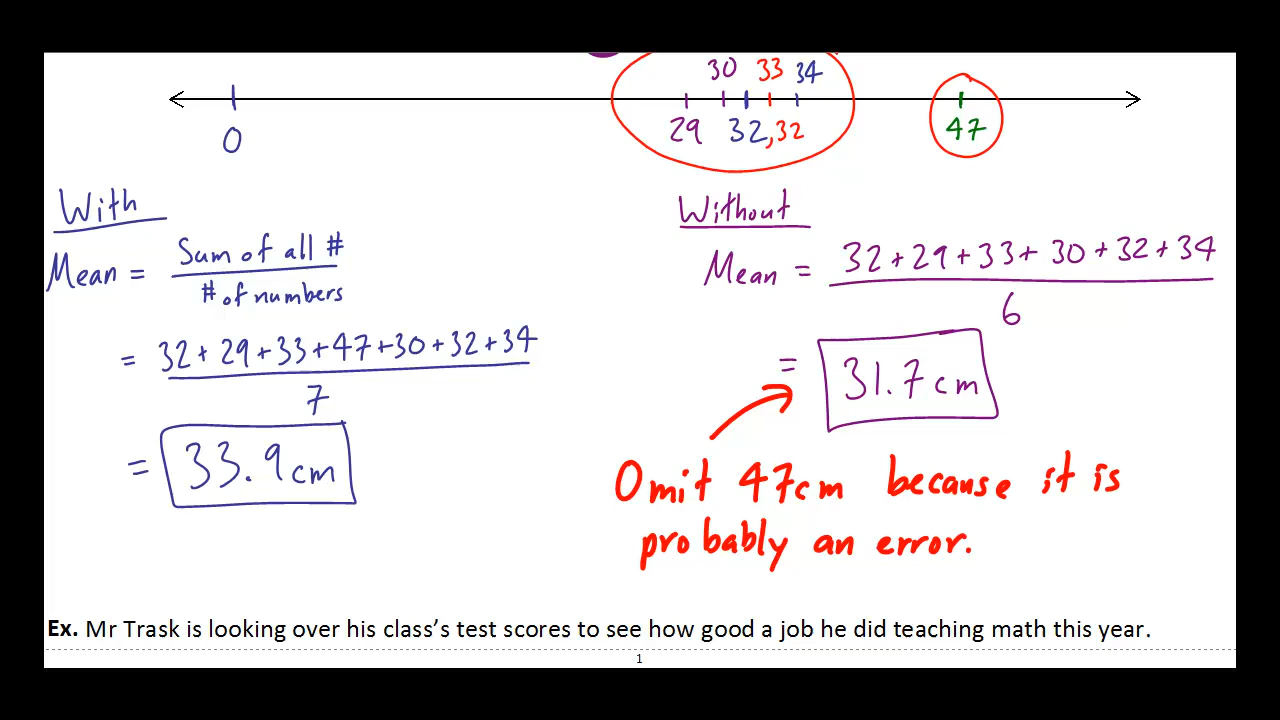 30 33 34
0 29 32,32 47
With
Mean = Sum of all # / # of numbers
= 32+29+33+47+30+32+34 / 7
= 33.9cm
Without
Mean = 32+29+33+30+32+34 / 6
= 31.7cm
Omit 47cm because it is
probably an error.
Ex. Mr Trask is looking over his class's test scores to see how good a job he did teaching math this year.
1